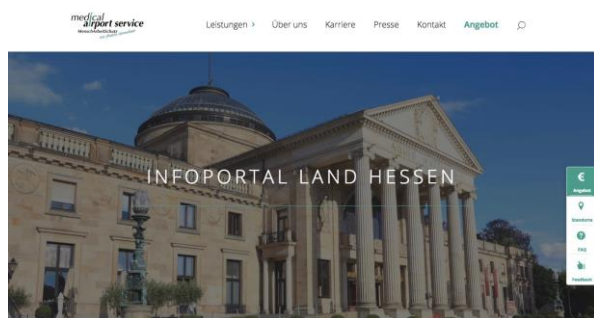 medical
airport service
Leistungen > Über uns Karriere Presse Kontakt Angebot
INFOPORTAL LAND HESSEN
€
Angebot
Standorte
?
FAQ
Feedback